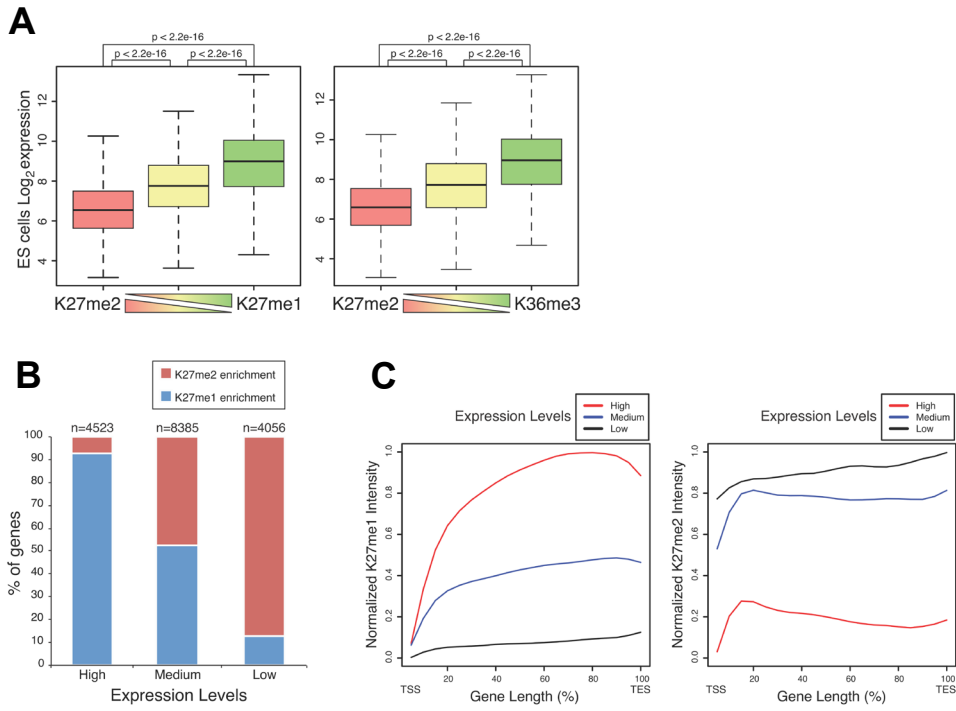 A
p < 2.2e-16
p < 2.2e-16 p < 2.2e-16
ES cells Log2 expression
12
10
8
6
4
K27me2 K27me1
p < 2.2e-16
p < 2.2e-16 p < 2.2e-16
12
10
8
6
4
K27me2 K36me3
B
K27me2 enrichment
K27me1 enrichment
n=4523 n=8385 n=4056
% of genes
100
90
80
70
60
50
40
30
20
10
0
High Medium Low
Expression Levels
C
Expression Levels
High
Medium
Low
Normalized K27me1 Intensity
1.0
0.8
0.6
0.4
0.2
0.0
20 40 60 80 100
TSS Gene Length (%) TES
Expression Levels
High
Medium
Low
Normalized K27me2 Intensity
1.0
0.8
0.6
0.4
0.2
0.0
20 40 60 80 100
TSS Gene Length (%) TES